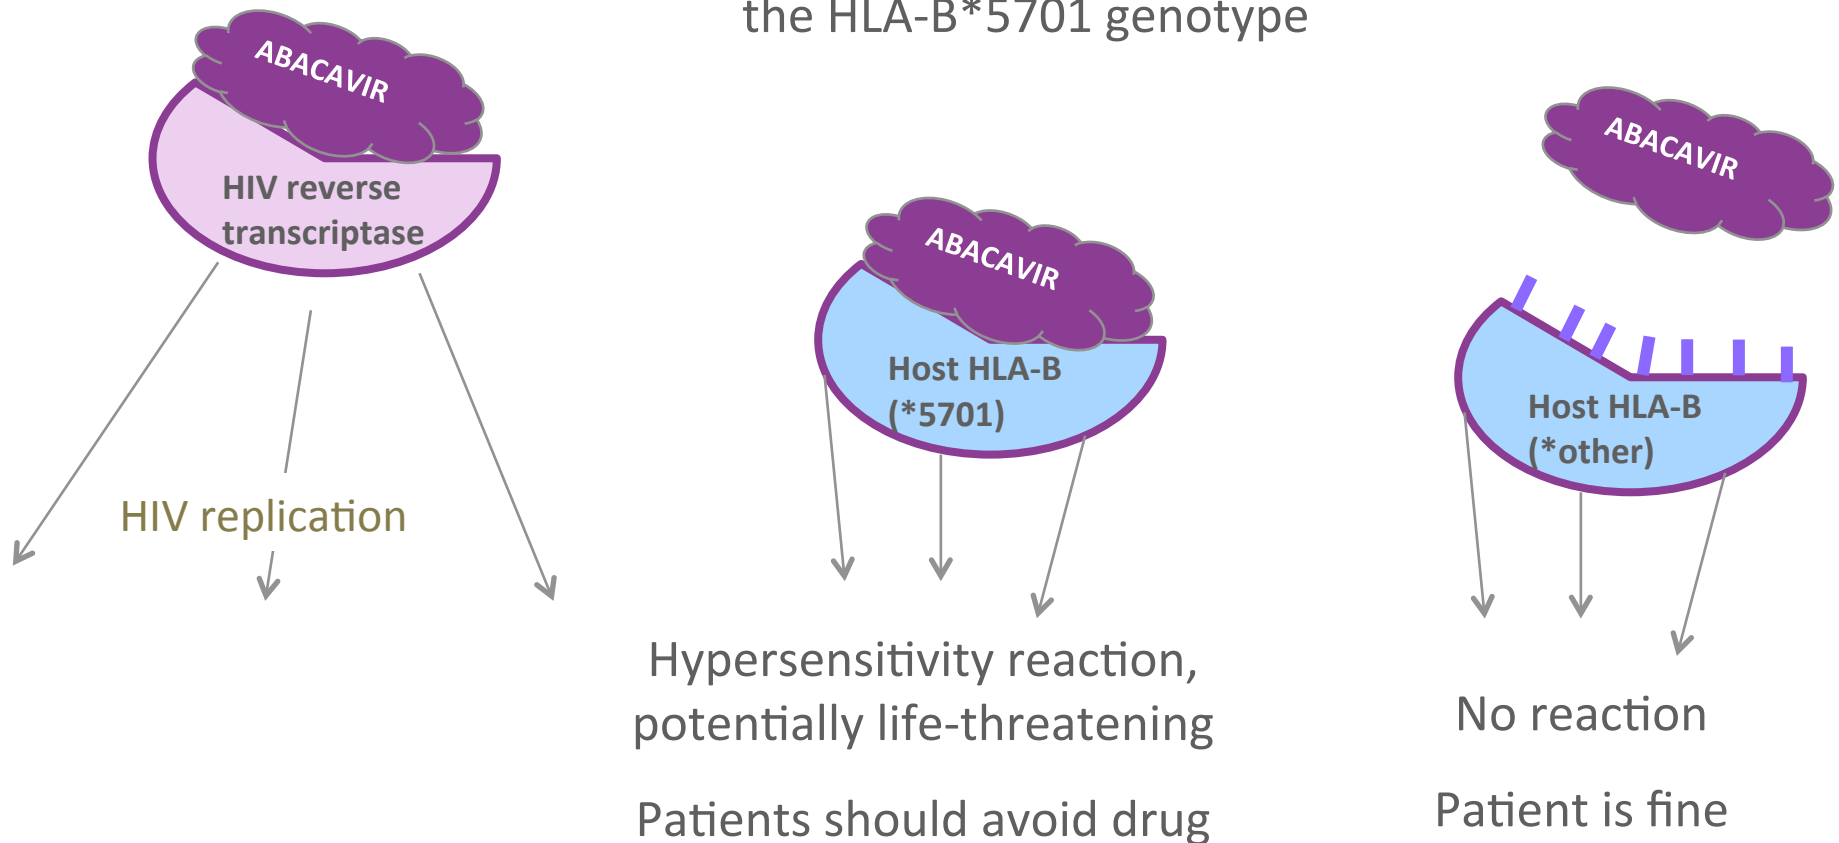 the HLA-B*5701 genotype
ABACAVIR
HIV reverse
transcriptase
HIV replication
ABACAVIR
Host HLA-B
(*5701)
Hypersensitivity reaction,
potentially life-threatening
Patients should avoid drug
ABACAVIR
Host HLA-B
(*other)
No reaction
Patient is fine